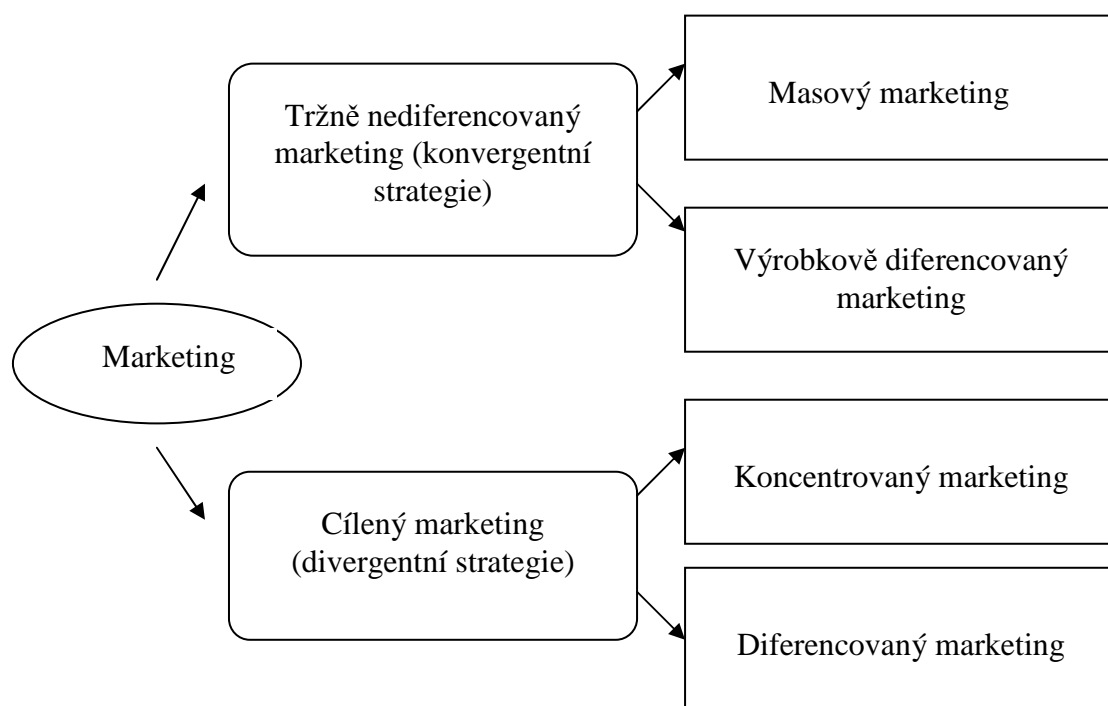 Masový marketing
Tržně nediferencovaný
marketing (konvergentní
strategie)
Výrobkově diferencovaný
marketing
Marketing
Koncentrovaný marketing
Cílený marketing
(divergentní strategie)
Diferencovaný marketing